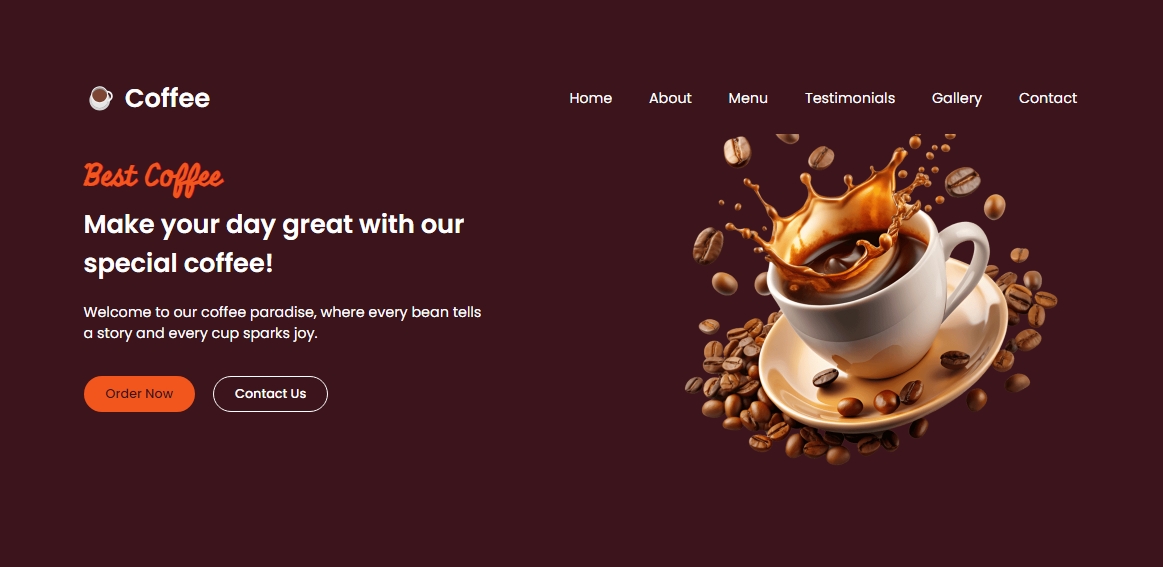 Coffee
Home About Menu Testimonials Gallery Contact
Best Coffee
Make your day great with our
special coffee!
Welcome to our coffee paradise, where every bean tells
a story and every cup sparks joy.
Order Now Contact Us